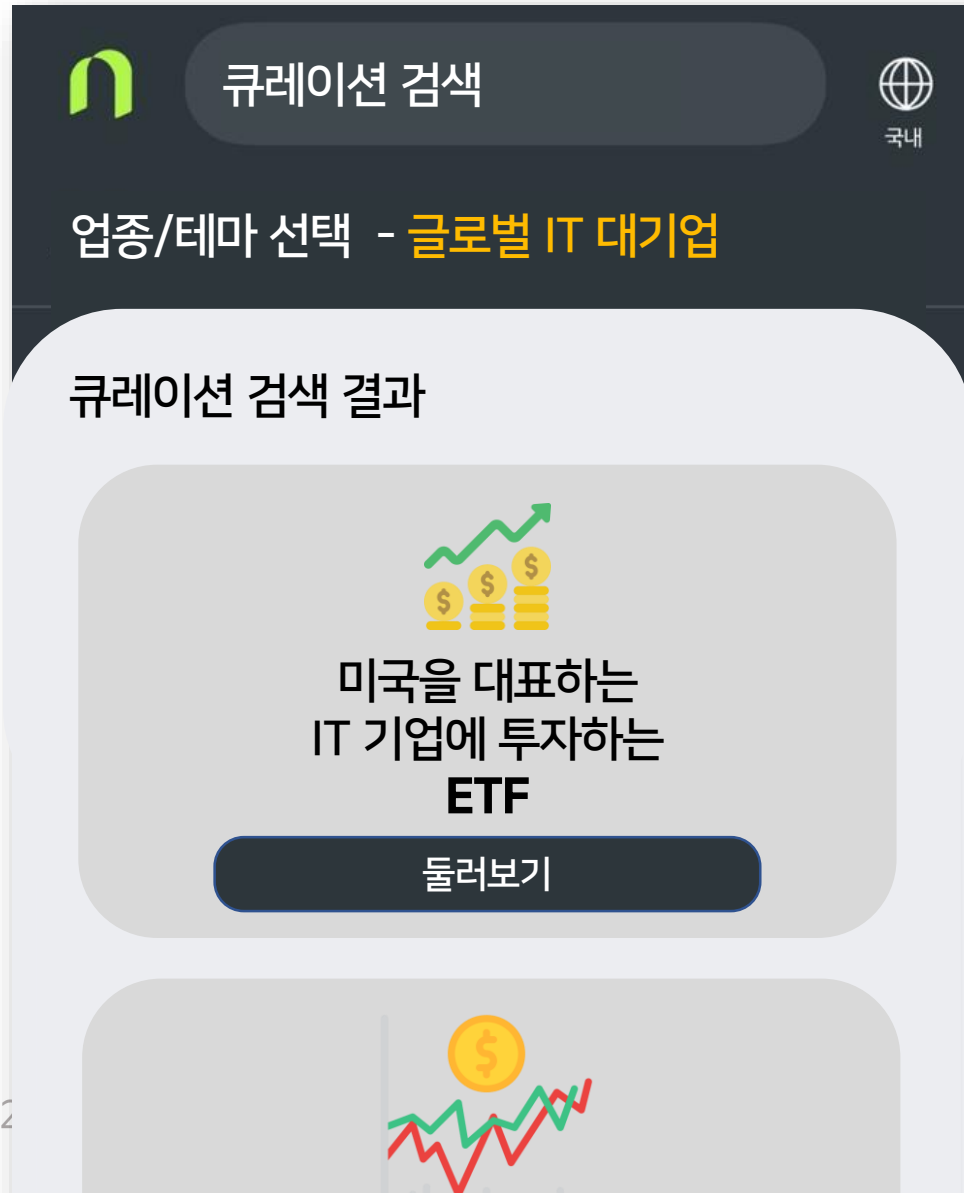 큐레이션 검색
국내
업종/테마 선택 - 글로벌 IT 대기업
큐레이션 검색 결과
미국을 대표하는
IT 기업에 투자하는
ETF
둘러보기